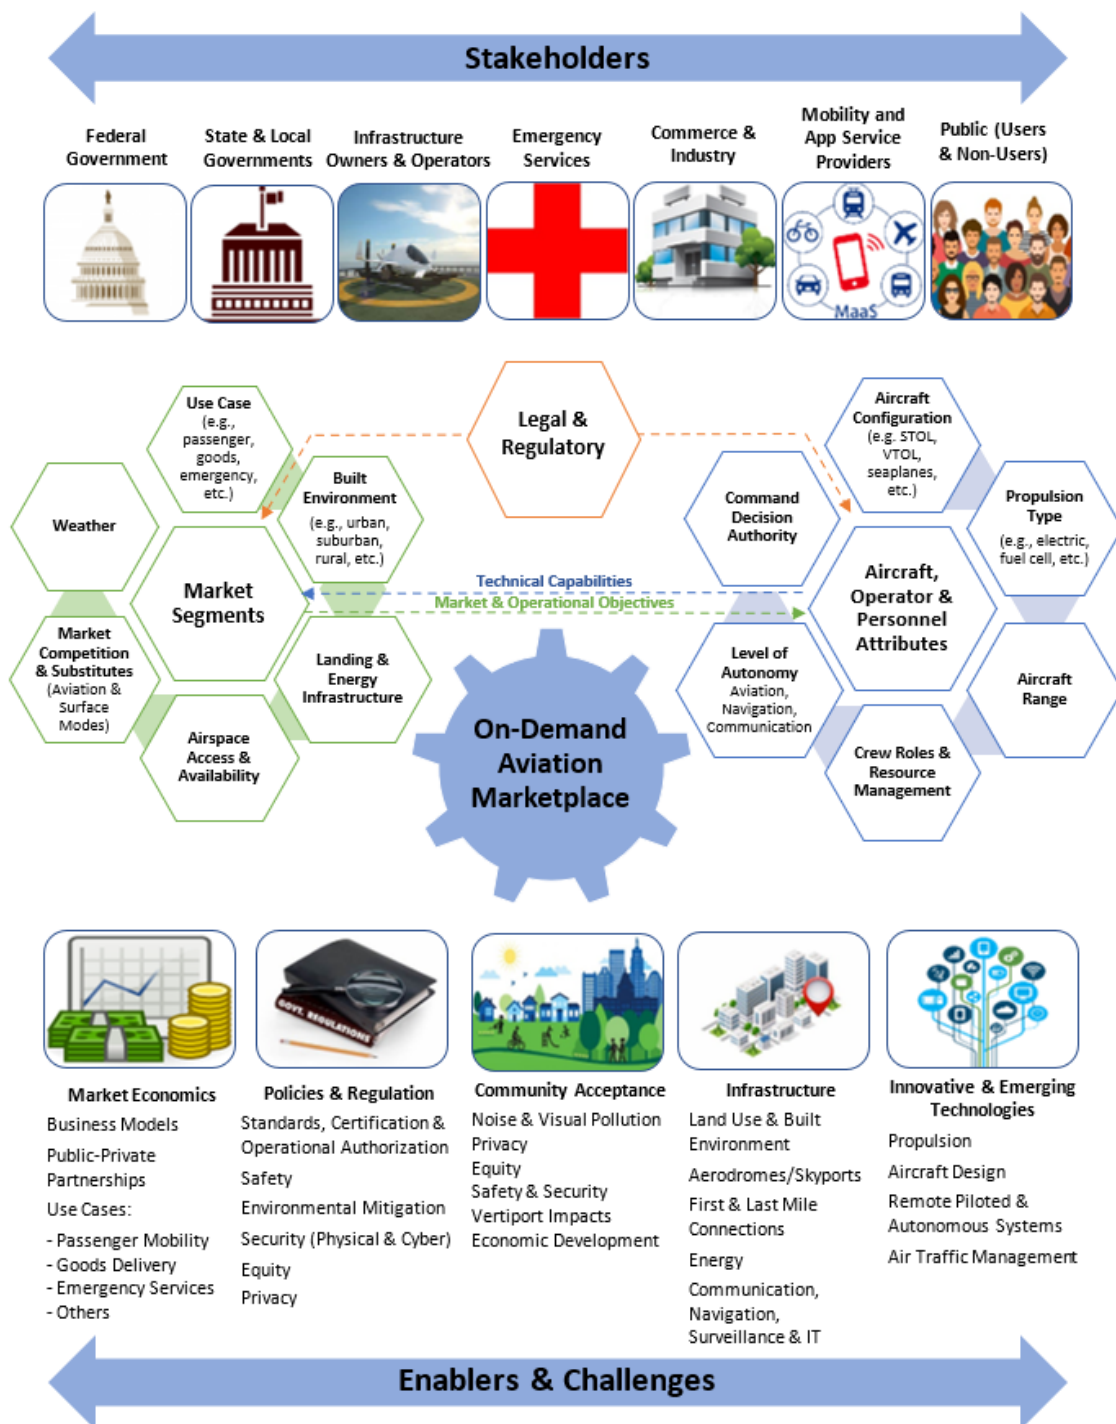 Stakeholders
Federal
Government
State & Local
Governments
Infrastructure
Owners & Operators
Emergency
Services
Commerce &
Industry
Mobility and
App Service
Providers
Public (Users
& Non-Users)
MaaS
Legal &
Regulatory
Use Case
(e.g.,
passenger,
goods,
emergency,
etc.)
Built
Environment
(e.g., urban,
suburban,
rural, etc.)
Weather
Market
Segments
Market
Competition
& Substitutes
(Aviation &
Surface
Modes)
Landing &
Energy
Infrastructure
Airspace
Access &
Availability
Technical Capabilities
Market & Operational Objectives
Aircraft
Configuration
(e.g. STOL,
VTOL,
seaplanes,
etc.)
Command
Decision
Authority
Propulsion
Type
(e.g., electric,
fuel cell, etc.)
Aircraft,
Operator &
Personnel
Attributes
Level of
Autonomy
Aviation,
Navigation,
Communication
Aircraft
Range
Crew Roles &
Resource
Management
On-Demand
Aviation
Marketplace
GOVT. REGULATIONS
Market Economics
Business Models
Public-Private
Partnerships
Use Cases:
- Passenger Mobility
- Goods Delivery
- Emergency Services
- Others
Policies & Regulation
Standards, Certification &
Operational Authorization
Safety
Environmental Mitigation
Security (Physical & Cyber)
Equity
Privacy
Community Acceptance
Noise & Visual Pollution
Privacy
Equity
Safety & Security
Vertiport Impacts
Economic Development
Infrastructure
Land Use & Built
Environment
Aerodromes/Skyports
First & Last Mile
Connections
Energy
Communication,
Navigation,
Surveillance & IT
Innovative & Emerging
Technologies
Propulsion
Aircraft Design
Remote Piloted &
Autonomous Systems
Air Traffic Management
Enablers & Challenges